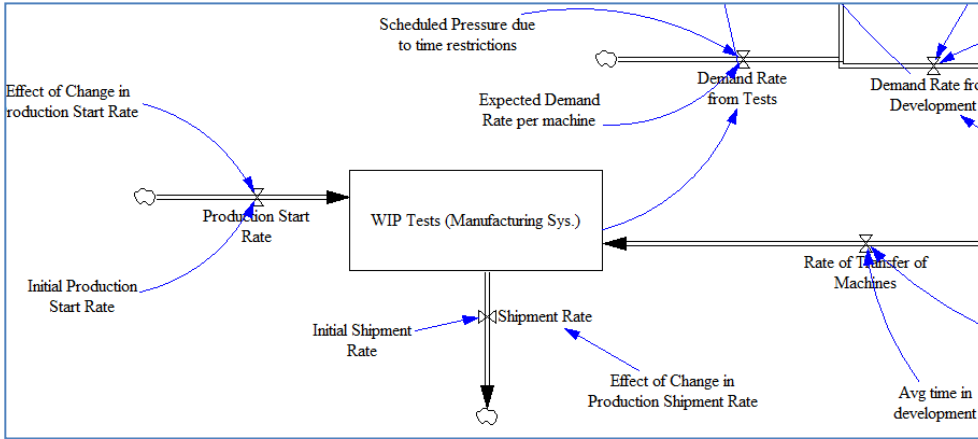 Scheduled Pressure due
to time restrictions
Demand Rate
from Tests
Demand Rate fro
Development
Effect of Change in
roduction Start Rate
Expected Demand
Rate per machine
WIP Tests (Manufacturing Sys.)
Production Start
Rate
Rate of Transfer of
Machines
Initial Production
Start Rate
Initial Shipment
Rate
Shipment Rate
Effect of Change in
Production Shipment Rate
Avg time in
development